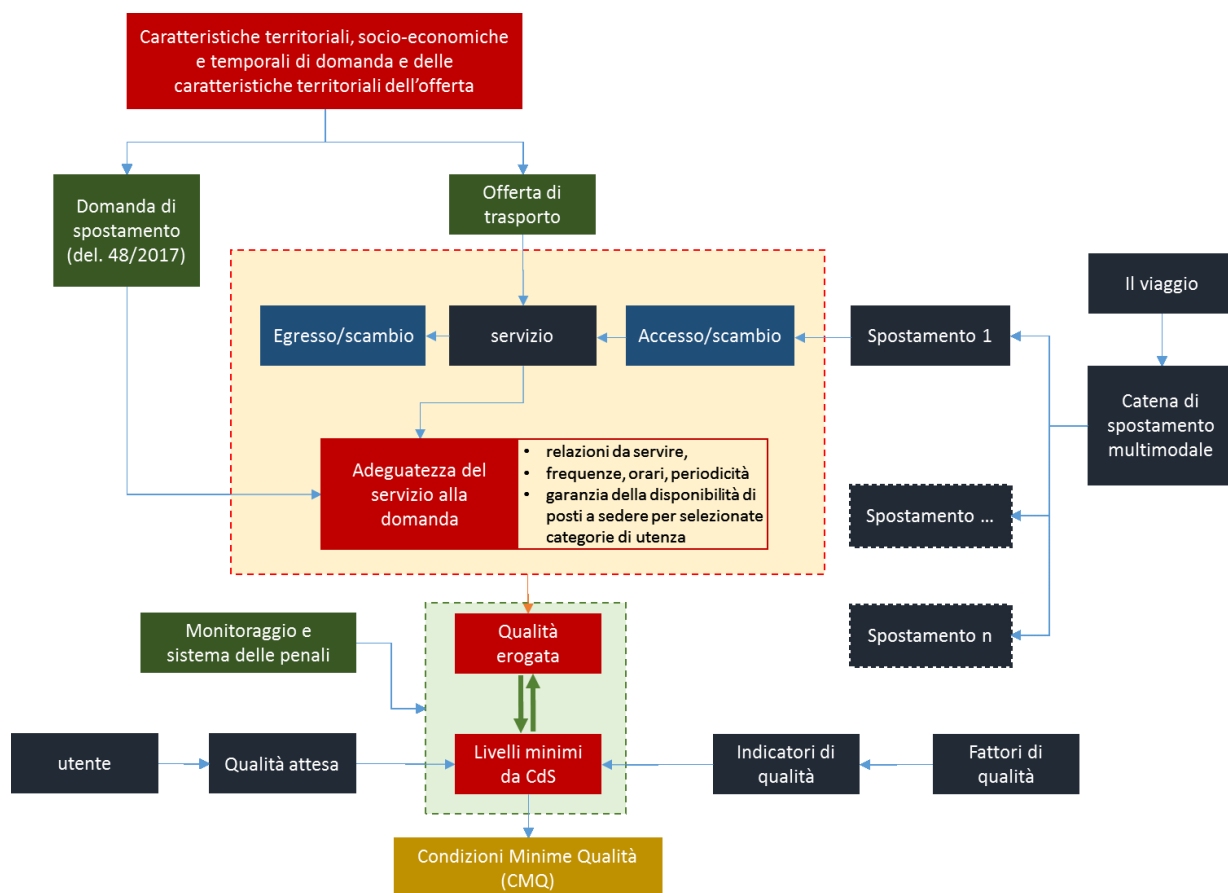 Caratteristiche territoriali, socio-economiche
e temporali di domanda e delle
caratteristiche territoriali dell'offerta
Domanda di
spostamento
(del. 48/2017)
Offerta di
trasporto
Il viaggio
Egresso/scambio
servizio
Accesso/scambio
Spostamento 1
Catena di
spostamento
multimodale
Adeguatezza del
servizio alla
domanda
• relazioni da servire,
• frequenze, orari, periodicità
• garanzia della disponibilità di
posti a sedere per selezionate
categorie di utenza
Spostamento …
Spostamento n
Monitoraggio e
sistema delle penali
Qualità
erogata
utente
Qualità attesa
Livelli minimi
da CdS
Indicatori di
qualità
Fattori di
qualità
Condizioni Minime Qualità
(CMQ)